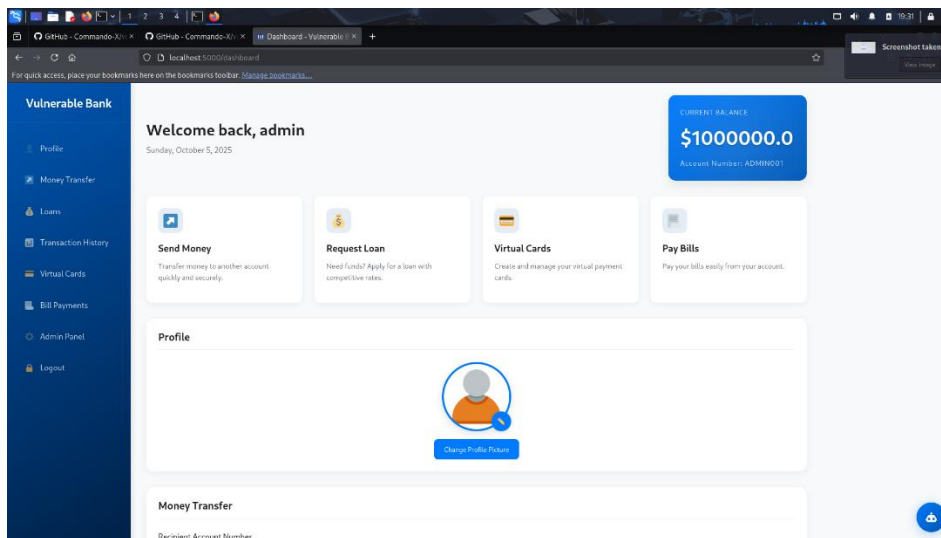 1 2 3 4
19:31
GitHub - Commando-X/v
GitHub - Commando-X/v
Dashboard - Vulnerable B
Screenshot taken
View image
localhost:5000/dashboard
For quick access, place your bookmarks here on the bookmarks toolbar. Manage bookmarks...
Vulnerable Bank
Profile
Money Transfer
Loans
Transaction History
Virtual Cards
Bill Payments
Admin Panel
Logout
Welcome back, admin
Sunday, October 5, 2025
CURRENT BALANCE
$1000000.0
Account Number: ADMIN001
Send Money
Transfer money to another account
quickly and securely.
Request Loan
Need funds? Apply for a loan with
competitive rates.
Virtual Cards
Create and manage your virtual payment
cards.
Pay Bills
Pay your bills easily from your account.
Profile
Change Profile Picture
Money Transfer
Recipient Account Number